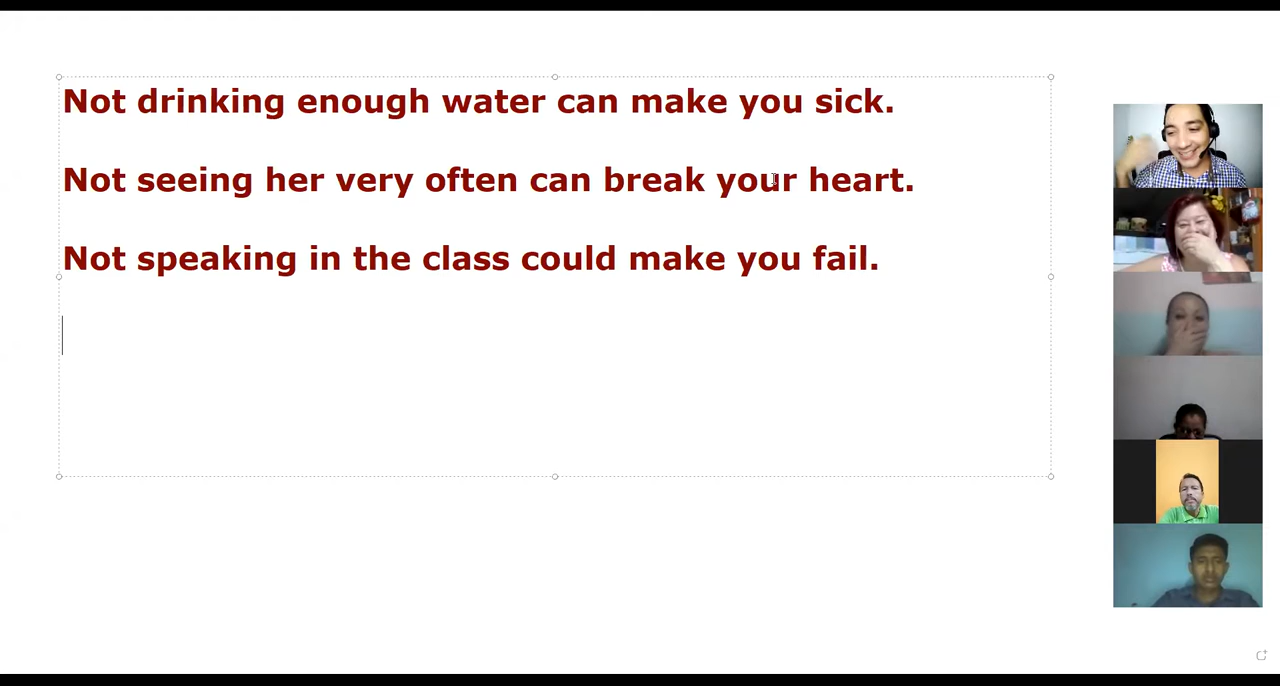 Not drinking enough water can make you sick.
Not seeing her very often can break your heart.
Not speaking in the class could make you fail.